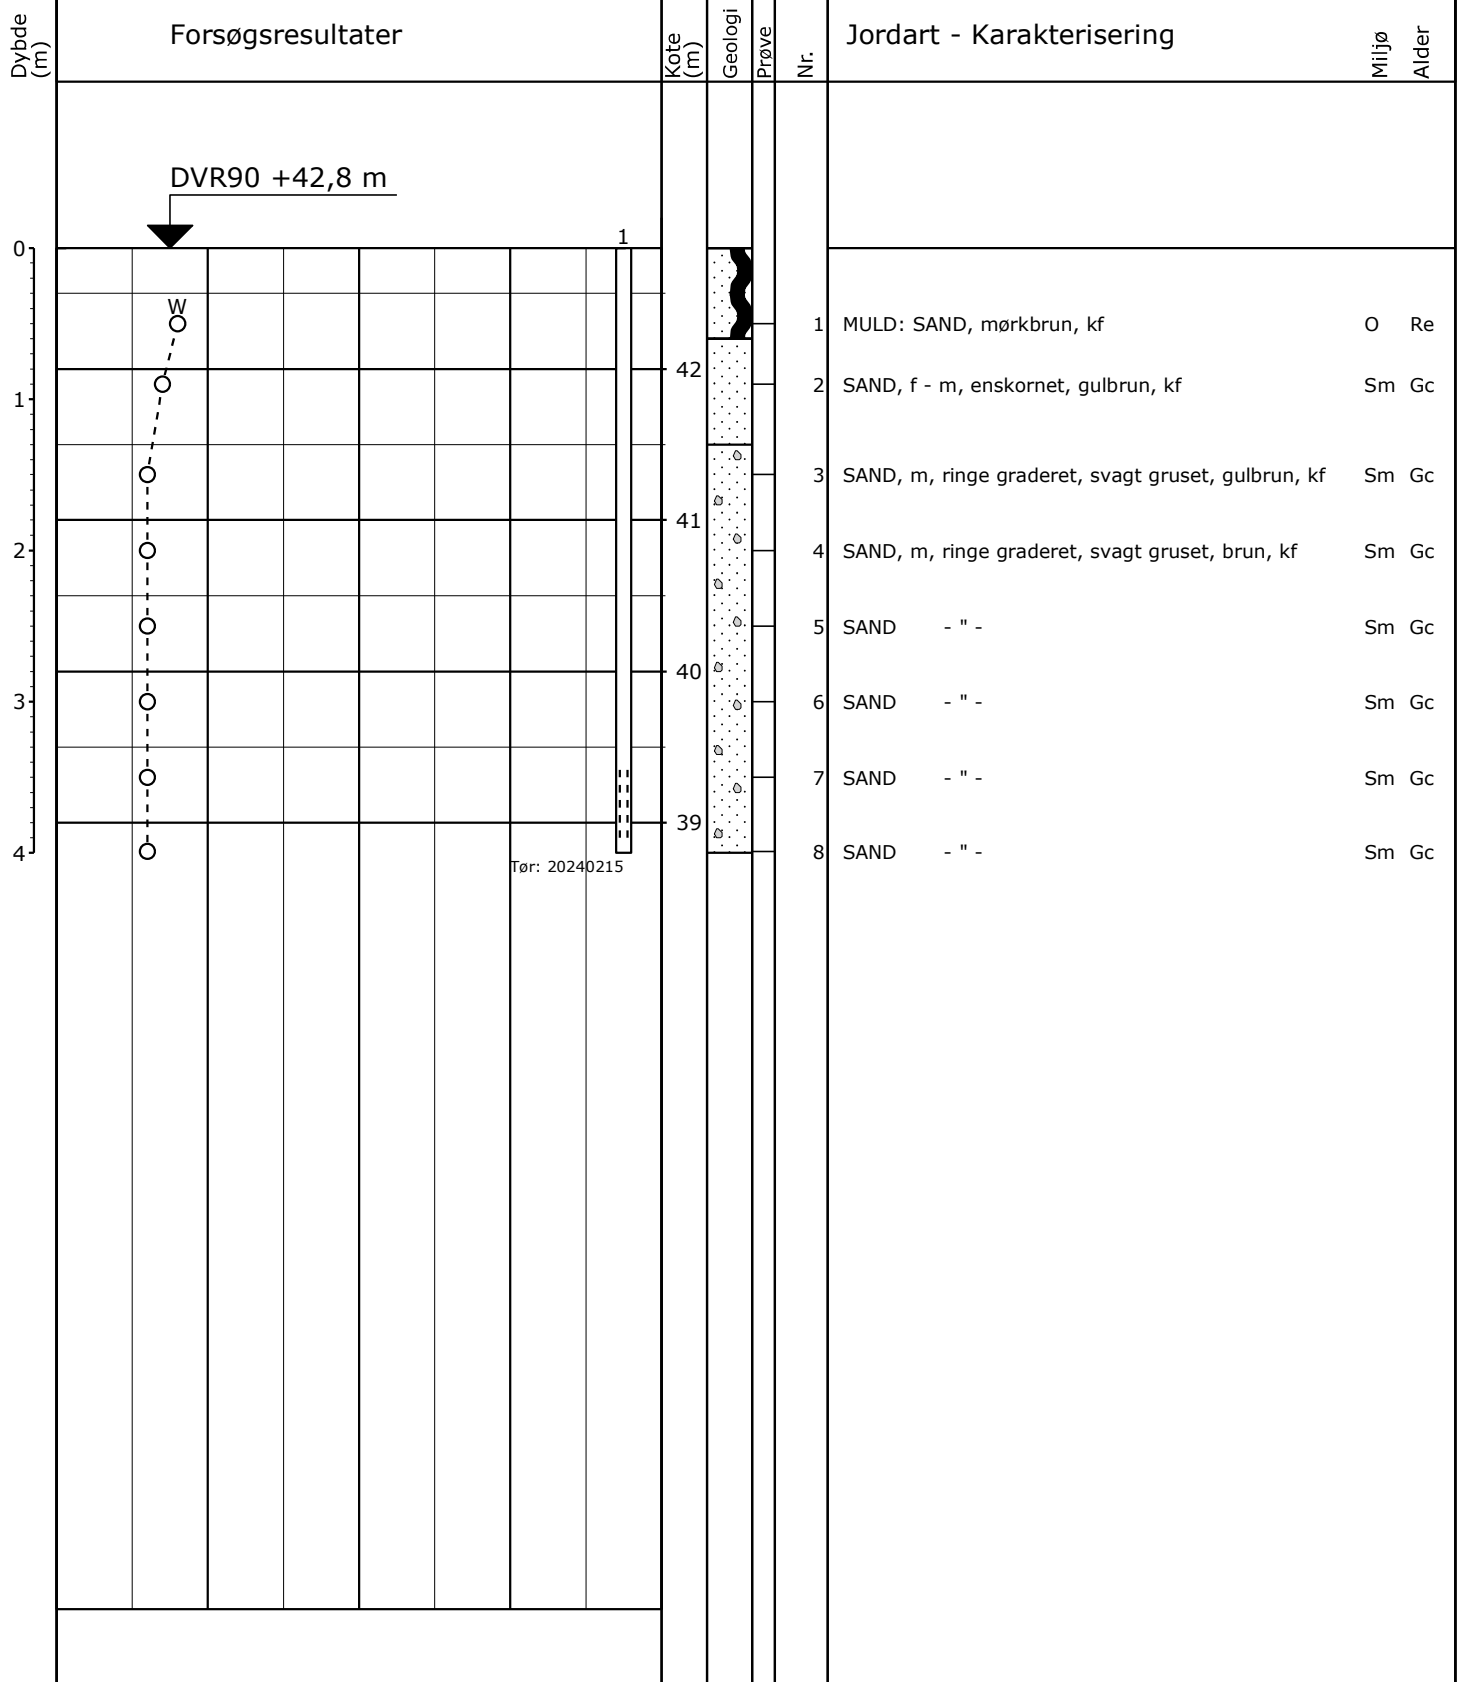 Dybde (m) Forsøgsresultater Kote (m) Geologi Prøve Nr. Jordart - Karakterisering Miljø Alder
DVR90 +42,8 m
1
0
W
1 MULD: SAND, mørkbrun, kf O Re
42
2 SAND, f - m, enskornet, gulbrun, kf Sm Gc
1
3 SAND, m, ringe graderet, svagt gruset, gulbrun, kf Sm Gc
41
2 4 SAND, m, ringe graderet, svagt gruset, brun, kf Sm Gc
5 SAND - " - Sm Gc
40
3 6 SAND - " - Sm Gc
7 SAND - " - Sm Gc
39
4 8 SAND - " - Sm Gc
Tør: 20240215